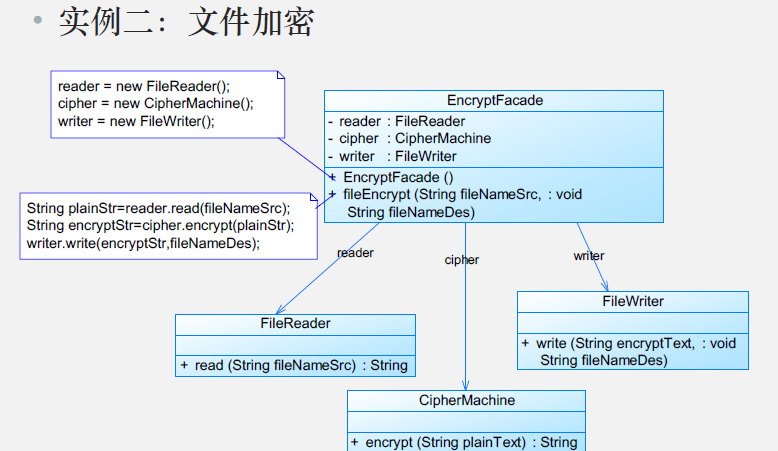 • 实例二：文件加密
reader = new FileReader();
cipher = new CipherMachine();
writer = new FileWriter();
EncryptFacade
- reader : FileReader
- cipher : CipherMachine
- writer : FileWriter
+ EncryptFacade ()
+ fileEncrypt (String fileNameSrc, : void
String fileNameDes)
String plainStr=reader.read(fileNameSrc);
String encryptStr=cipher.encrypt(plainStr);
writer.write(encryptStr,fileNameDes);
reader
cipher
writer
FileReader
+ read (String fileNameSrc) : String
FileWriter
+ write (String encryptText, : void
String fileNameDes)
CipherMachine
+ encrypt (String plainText) : String